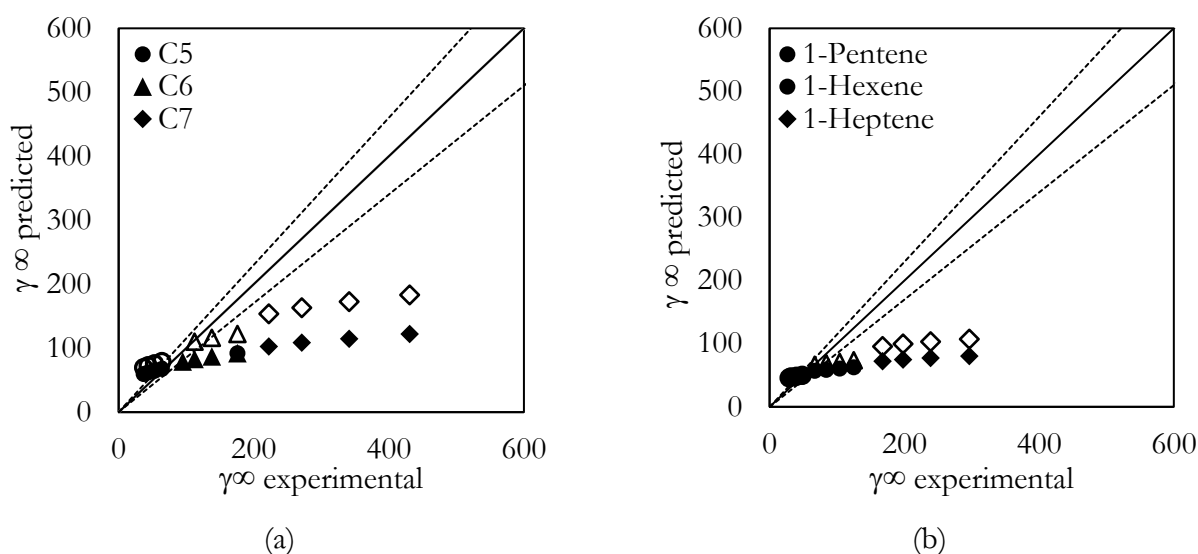 600
500
400
300
200
100
0
γ ∞ predicted
C5
C6
C7
0 200 400 600
γ∞ experimental
(a)
600
500
400
300
200
100
0
γ ∞ predicted
1-Pentene
1-Hexene
1-Heptene
0 200 400 600
γ∞ experimental
(b)